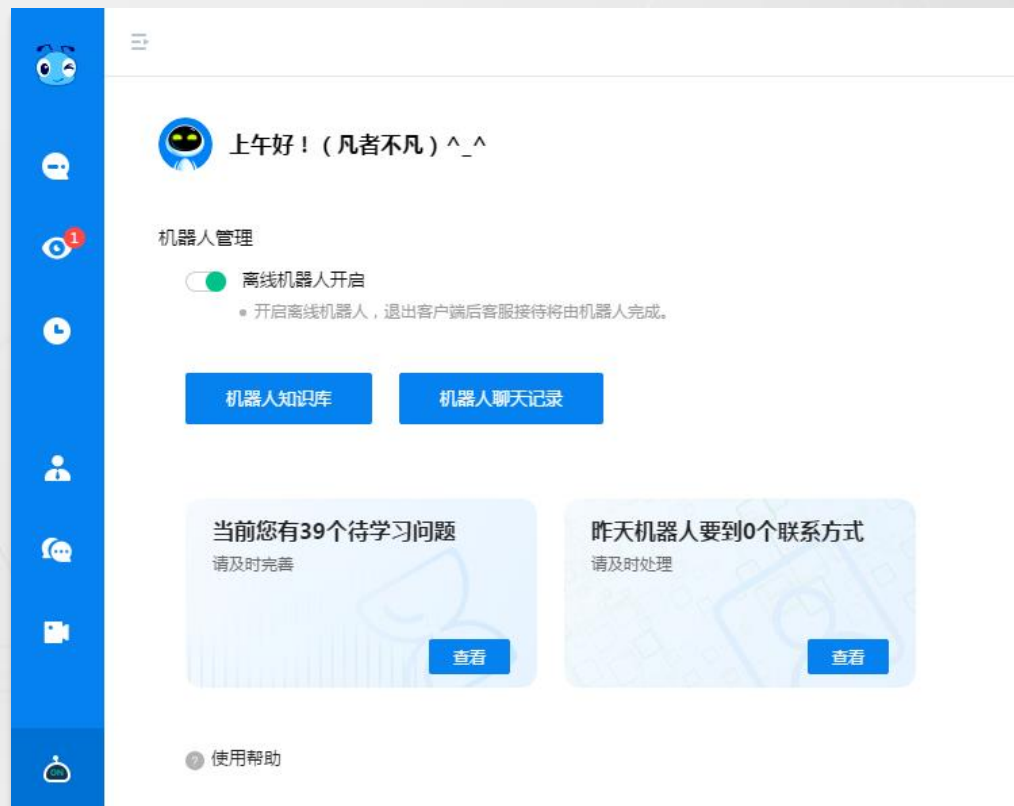 上午好！（凡者不凡）^_^
1
机器人管理
离线机器人开启
开启离线机器人，退出客户端后客服接待将由机器人完成。
机器人知识库
机器人聊天记录
当前您有39个待学习问题
请及时完善
查看
昨天机器人要到0个联系方式
请及时处理
查看
? 使用帮助
ON